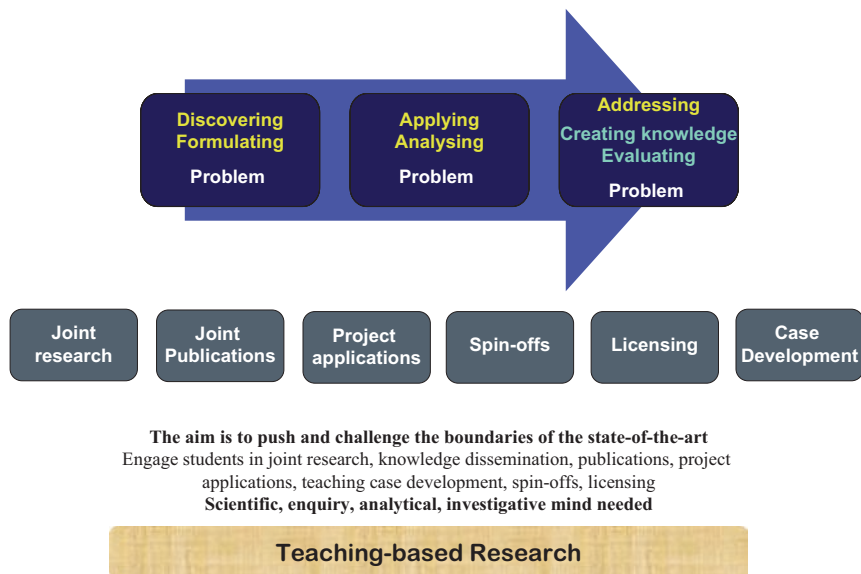 Discovering
Formulating
Problem
Applying
Analysing
Problem
Addressing
Creating knowledge
Evaluating
Problem
Joint
research
Joint
Publications
Project
applications
Spin-offs
Licensing
Case
Development
The aim is to push and challenge the boundaries of the state-of-the-art
Engage students in joint research, knowledge dissemination, publications, project
applications, teaching case development, spin-offs, licensing
Scientific, enquiry, analytical, investigative mind needed
Teaching-based Research